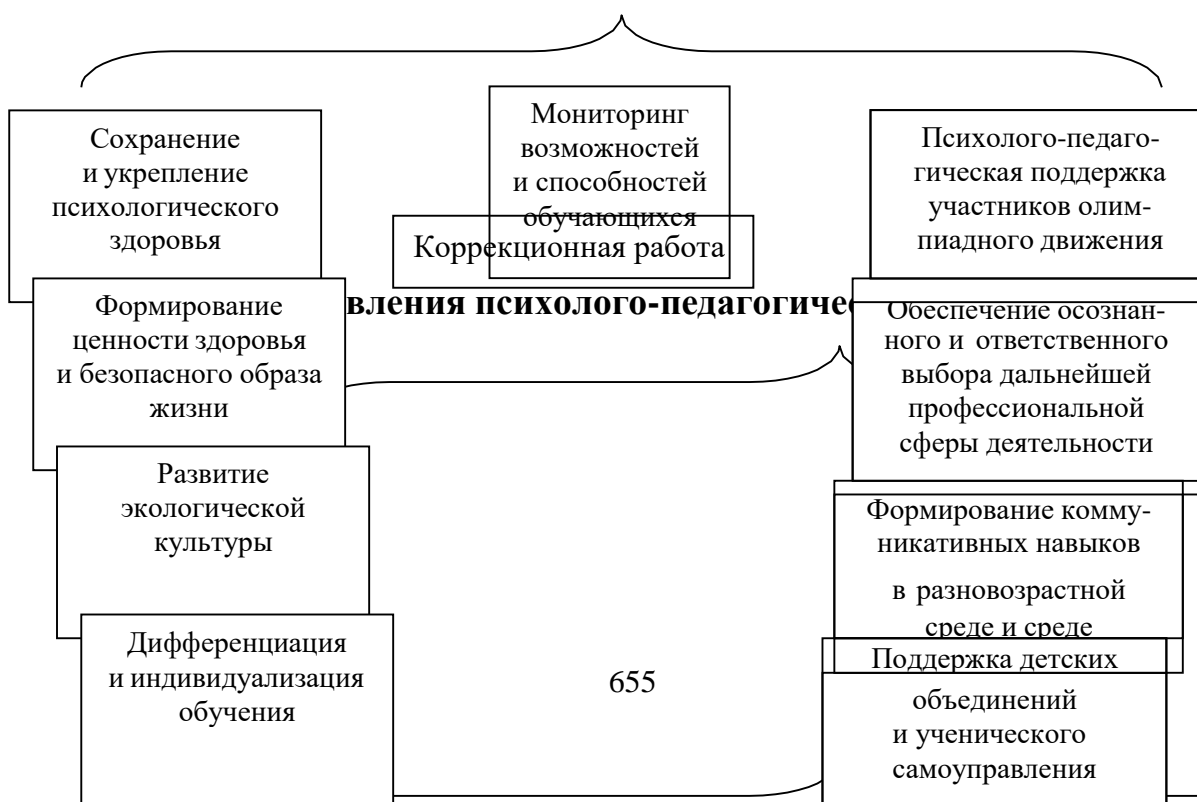 Сохранение
и укрепление
психологического
здоровья
Мониторинг
возможностей
и способностей
обучающихся
Коррекционная работа
Психолого-педаго-
гическая поддержка
участников олим-
пиадного движения
вления психолого-педагогичес
Формирование
ценности здоровья
и безопасного образа
жизни
Обеспечение осознан-
ного и ответственного
выбора дальнейшей
профессиональной
сферы деятельности
Развитие
экологической
культуры
Формирование комму-
никативных навыков
в разновозрастной
среде и среде
Дифференциация
и индивидуализация
обучения
655
Поддержка детских
объединений
и ученического
самоуправления